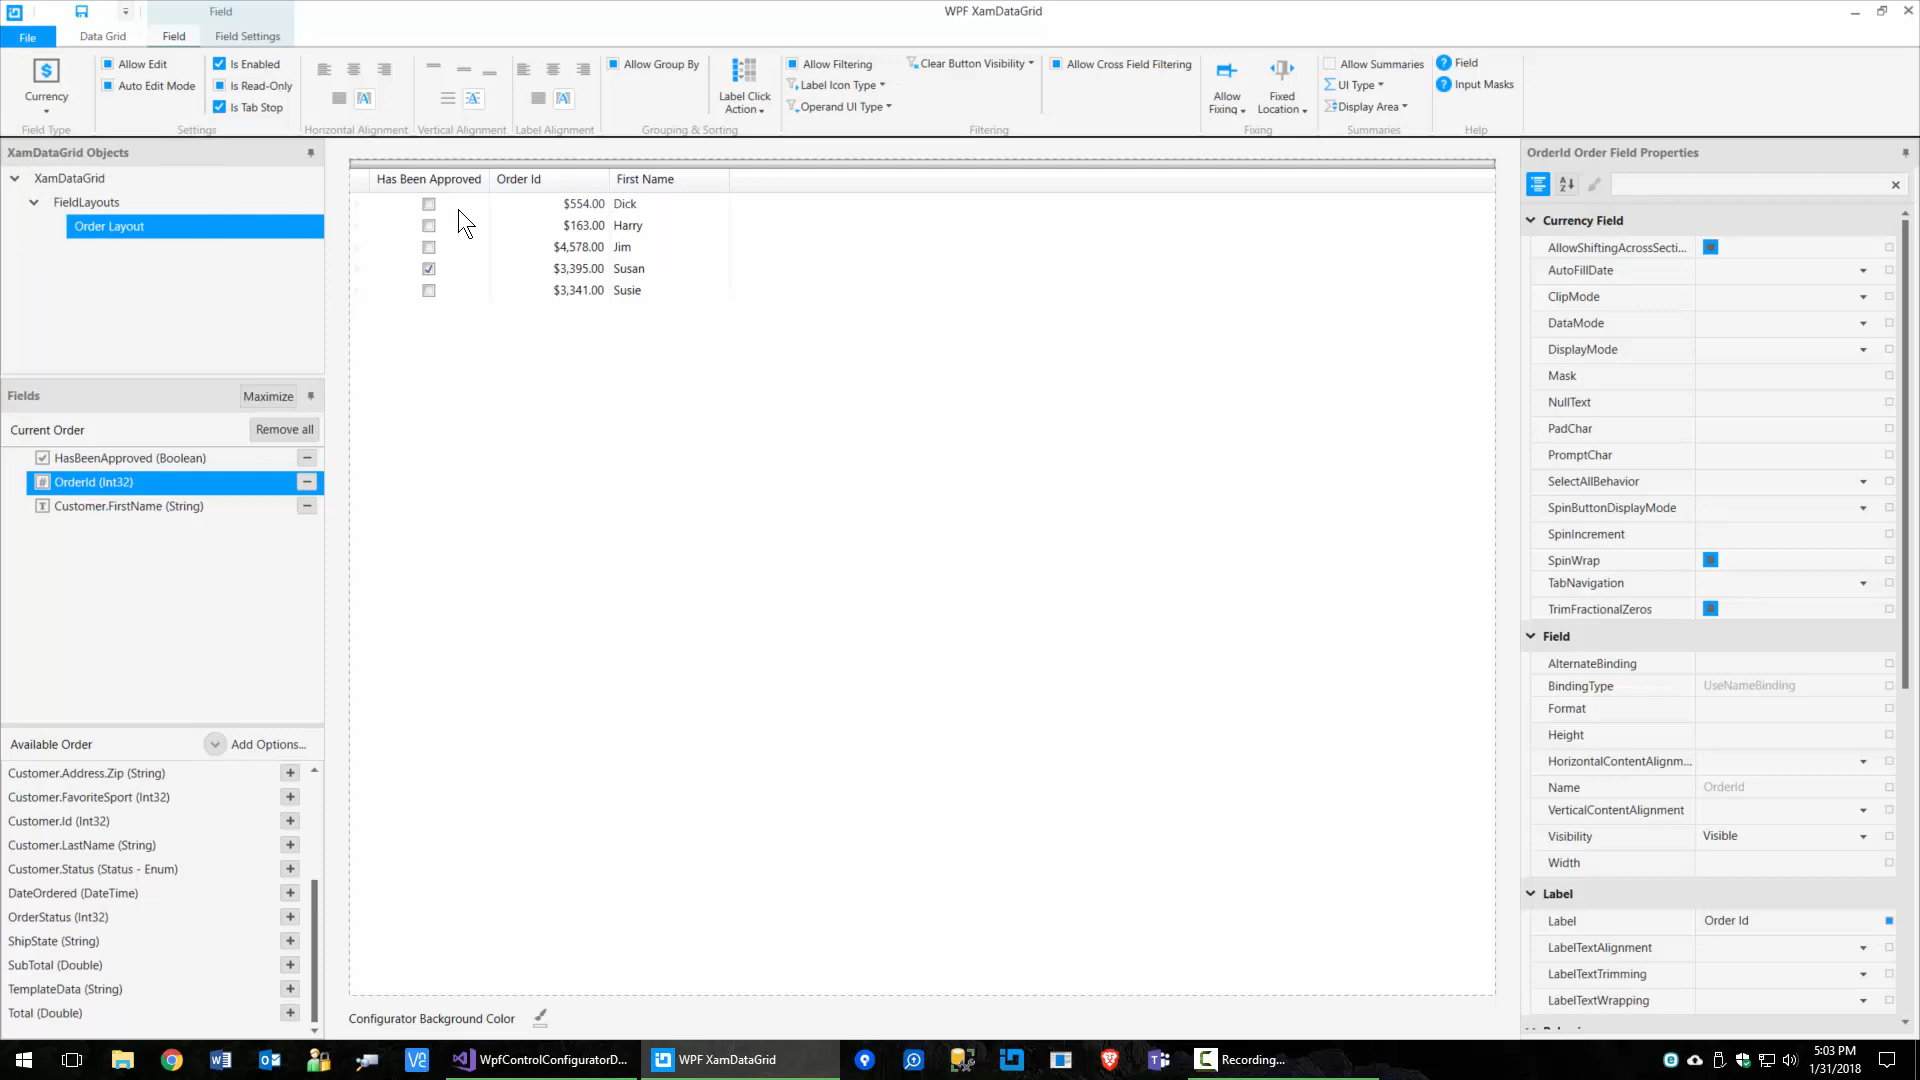 Field
WPF XamDataGrid
File
Data Grid
Field
Field Settings
Currency
Field Type
Allow Edit
Auto Edit Mode
Is Enabled
Is Read-Only
Is Tab Stop
Settings
Horizontal Alignment
Vertical Alignment
Label Alignment
Allow Group By
Label Click Action
Grouping & Sorting
Allow Filtering
Label Icon Type
Operand UI Type
Clear Button Visibility
Allow Cross Field Filtering
Filtering
Allow Fixing
Fixed Location
Fixing
Allow Summaries
UI Type
Display Area
Summaries
Field
Input Masks
Help
XamDataGrid Objects
XamDataGrid
FieldLayouts
Order Layout
Fields
Maximize
Current Order
Remove all
HasBeenApproved (Boolean)
OrderId (Int32)
Customer.FirstName (String)
Available Order
Add Options...
Customer.Address.Zip (String)
Customer.FavoriteSport (Int32)
Customer.Id (Int32)
Customer.LastName (String)
Customer.Status (Status - Enum)
DateOrdered (DateTime)
OrderStatus (Int32)
ShipState (String)
SubTotal (Double)
TemplateData (String)
Total (Double)
Has Been Approved Order Id First Name
$554.00 Dick
$163.00 Harry
$4,578.00 Jim
$3,395.00 Susan
$3,341.00 Susie
Configurator Background Color
OrderId Order Field Properties
Currency Field
AllowShiftingAcrossSecti...
AutoFillDate
ClipMode
DataMode
DisplayMode
Mask
NullText
PadChar
PromptChar
SelectAllBehavior
SpinButtonDisplayMode
SpinIncrement
SpinWrap
TabNavigation
TrimFractionalZeros
Field
AlternateBinding
BindingType UseNameBinding
Format
Height
HorizontalContentAlignm...
Name OrderId
VerticalContentAlignment
Visibility Visible
Width
Label
Label Order Id
LabelTextAlignment
LabelTextTrimming
LabelTextWrapping
WpfControlConfiguratorD...
WPF XamDataGrid
Recording...
5:03 PM
1/31/2018